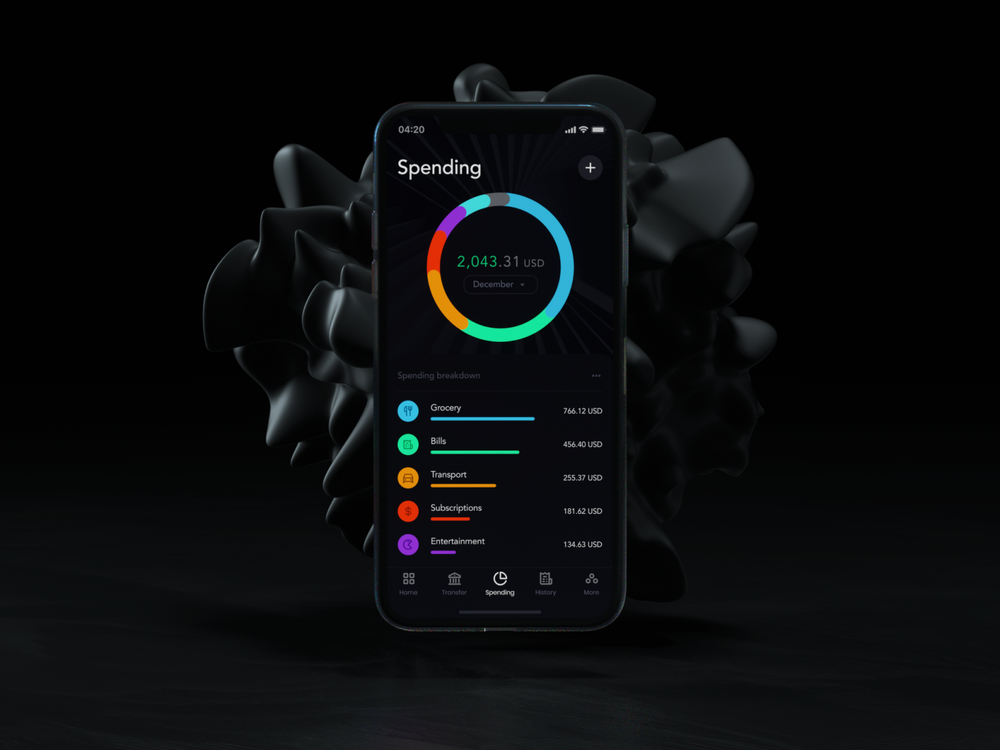 04:20
Spending
2,043.31 USD
December
Spending breakdown
Grocery 766.12 USD
Bills 456.40 USD
Transport 255.37 USD
Subscriptions 181.62 USD
Entertainment 134.63 USD
Home Transfer Spending History More